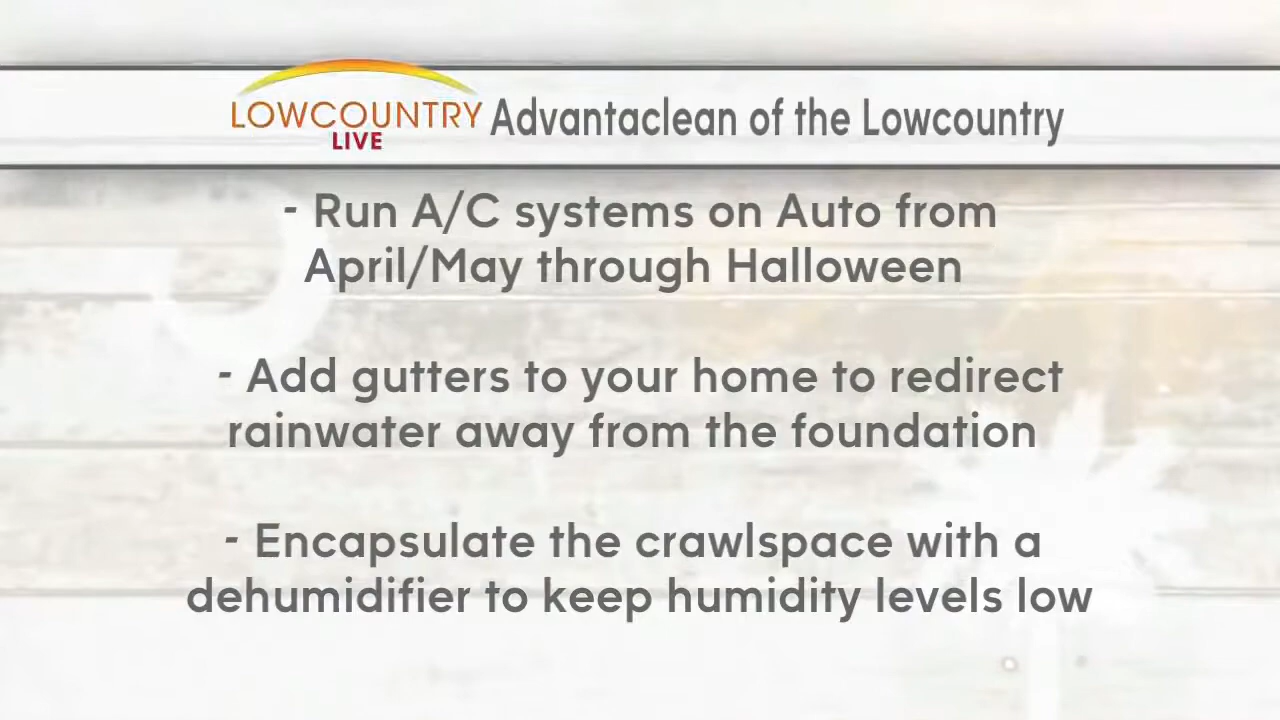 LOWCOUNTRY
LIVE
Advantaclean of the Lowcountry
- Run A/C systems on Auto from
April/May through Halloween
- Add gutters to your home to redirect
rainwater away from the foundation
- Encapsulate the crawlspace with a
dehumidifier to keep humidity levels low